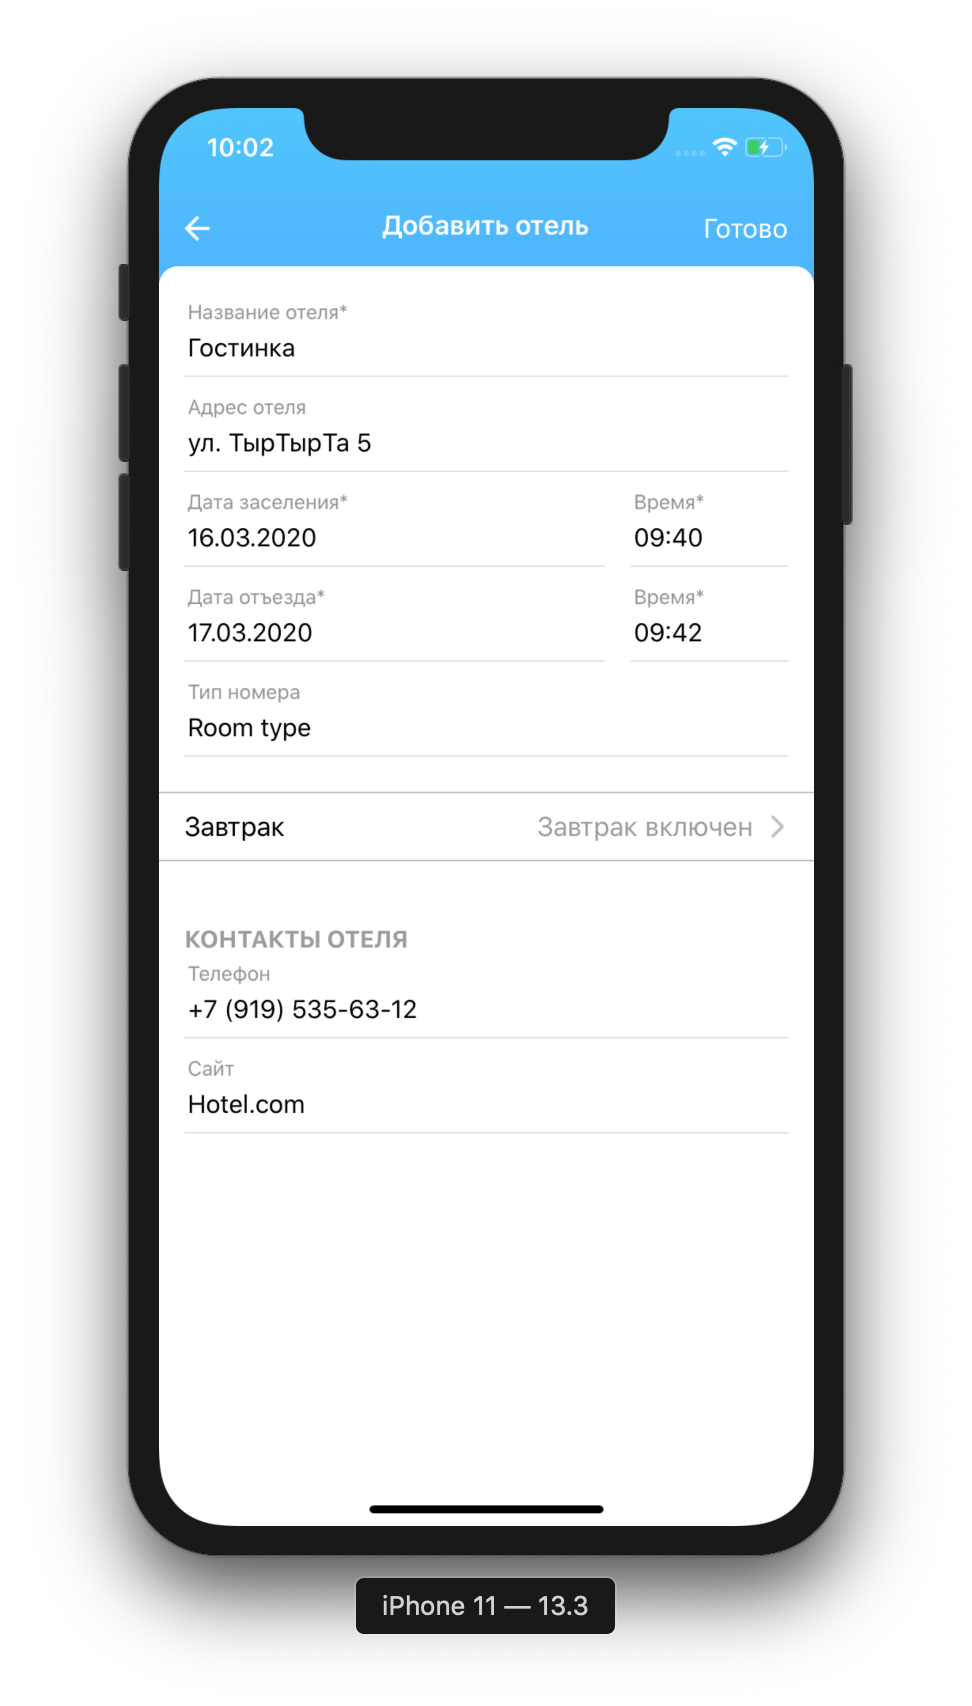 10:02
Добавить отель
Готово
Название отеля*
Гостинка
Адрес отеля
ул. ТырТырТа 5
Дата заселения* Время*
16.03.2020 09:40
Дата отъезда* Время*
17.03.2020 09:42
Тип номера
Room type
Завтрак Завтрак включен
КОНТАКТЫ ОТЕЛЯ
Телефон
+7 (919) 535-63-12
Сайт
Hotel.com
iPhone 11 — 13.3